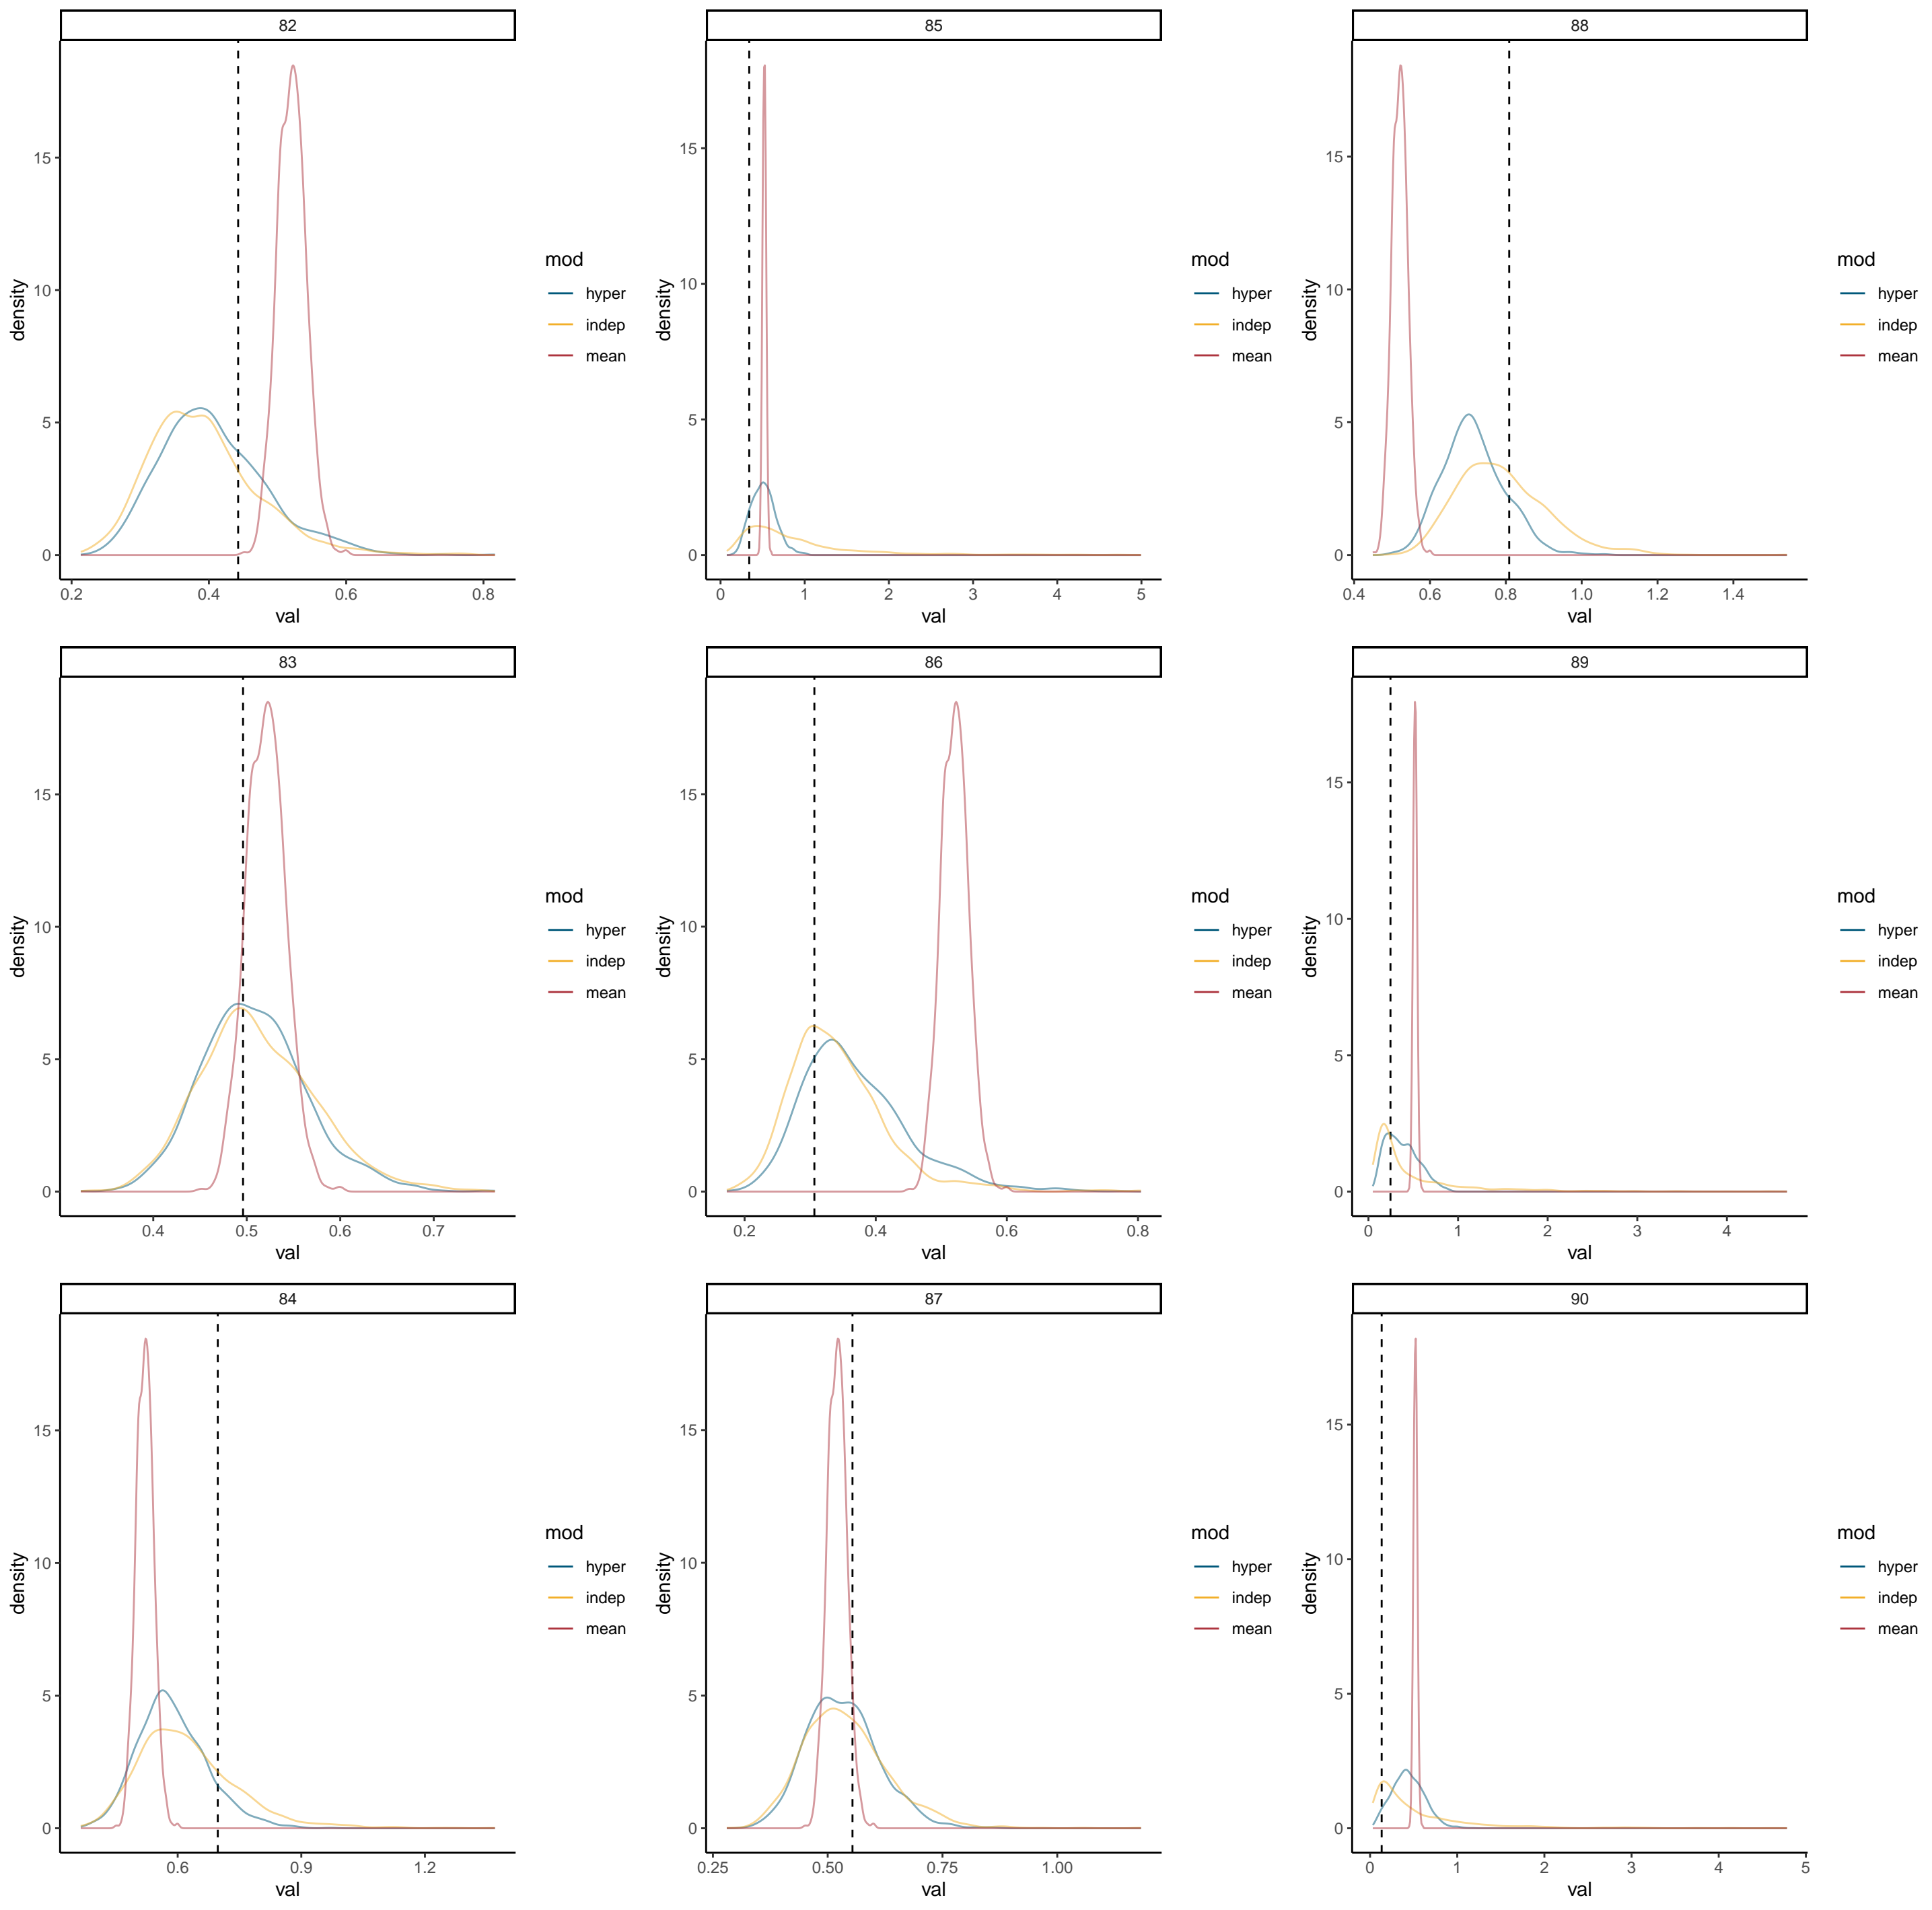 82
density
15
10
5
0
0.2 0.4 0.6 0.8
val
mod
hyper
indep
mean
85
density
15
10
5
0
0 1 2 3 4 5
val
mod
hyper
indep
mean
88
density
15
10
5
0
0.4 0.6 0.8 1.0 1.2 1.4
val
mod
hyper
indep
mean
83
density
15
10
5
0
0.4 0.5 0.6 0.7
val
mod
hyper
indep
mean
86
density
15
10
5
0
0.2 0.4 0.6 0.8
val
mod
hyper
indep
mean
89
density
15
10
5
0
0 1 2 3 4
val
mod
hyper
indep
mean
84
density
15
10
5
0
0.6 0.9 1.2
val
mod
hyper
indep
mean
87
density
15
10
5
0
0.25 0.50 0.75 1.00
val
mod
hyper
indep
mean
90
density
15
10
5
0
0 1 2 3 4 5
val
mod
hyper
indep
mean